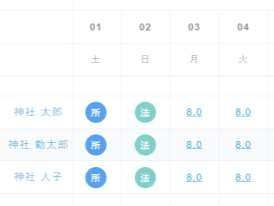 01 02 03 04
土 日 月 火
神社 太郎 所 法 8.0 8.0
神社 勤太郎 所 法 8.0 8.0
神社 人子 所 法 8.0 8.0